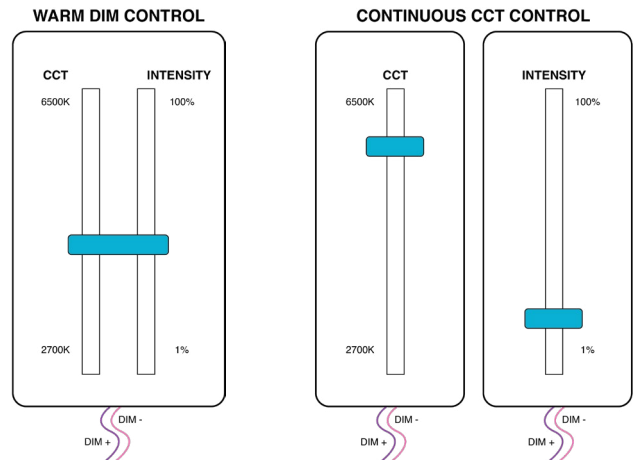 WARM DIM CONTROL
CCT INTENSITY
6500K 100%
2700K 1%
DIM -
DIM +
CONTINUOUS CCT CONTROL
CCT
6500K
2700K
DIM -
DIM +
INTENSITY
100%
1%
DIM -
DIM +